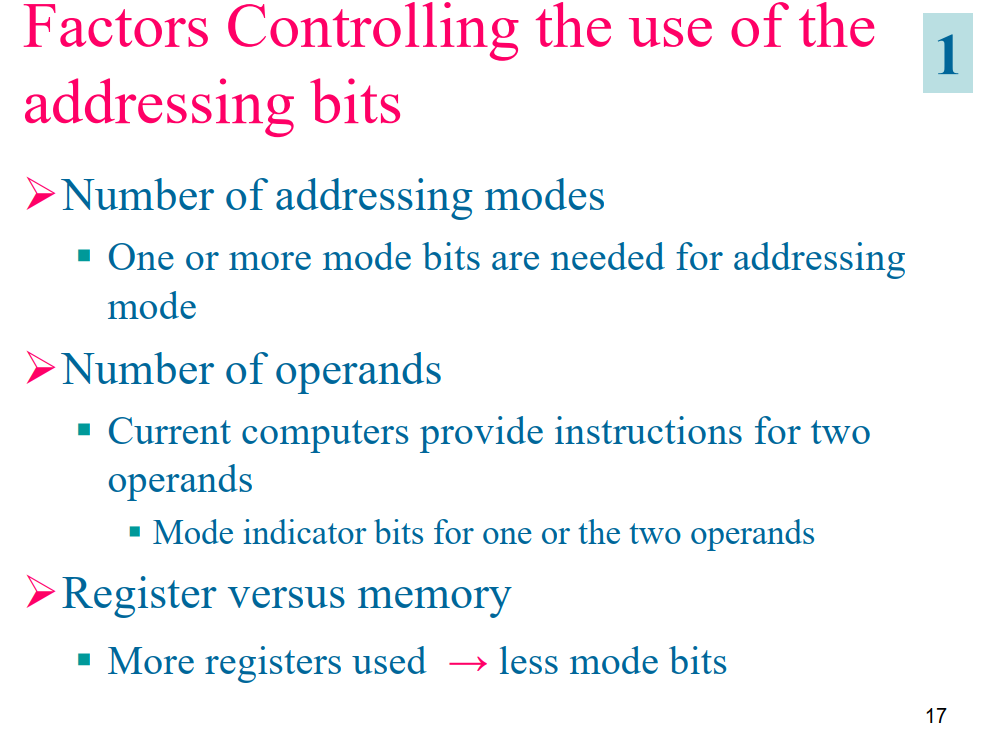 Factors Controlling the use of the
addressing bits
1
➢Number of addressing modes
▪ One or more mode bits are needed for addressing
mode
➢Number of operands
▪ Current computers provide instructions for two
operands
▪ Mode indicator bits for one or the two operands
➢Register versus memory
▪ More registers used → less mode bits
17